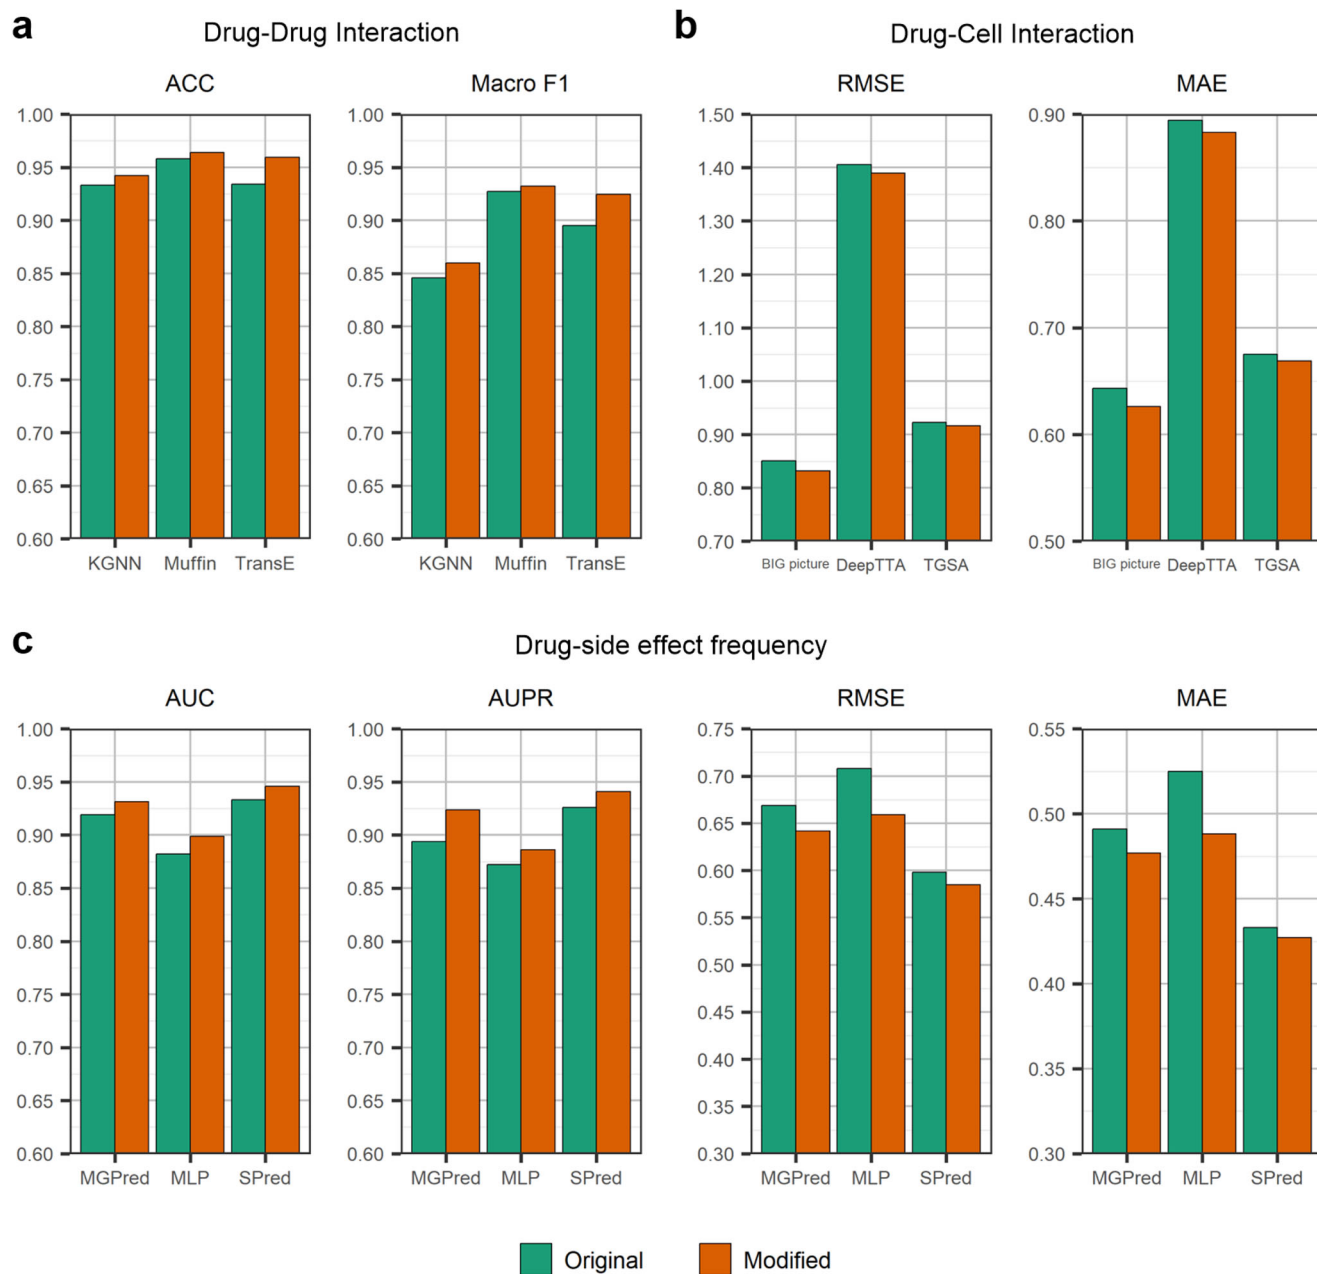 a
Drug-Drug Interaction
ACC
1.00
0.95
0.90
0.85
0.80
0.75
0.70
0.65
0.60
KGNN Muffin TransE
Macro F1
1.00
0.95
0.90
0.85
0.80
0.75
0.70
0.65
0.60
KGNN Muffin TransE
b
Drug-Cell Interaction
RMSE
1.50
1.40
1.30
1.20
1.10
1.00
0.90
0.80
0.70
BIG picture DeepTTA TGSA
MAE
0.90
0.80
0.70
0.60
0.50
BIG picture DeepTTA TGSA
c
Drug-side effect frequency
AUC
1.00
0.95
0.90
0.85
0.80
0.75
0.70
0.65
0.60
MGPred MLP SPred
AUPR
1.00
0.95
0.90
0.85
0.80
0.75
0.70
0.65
0.60
MGPred MLP SPred
RMSE
0.75
0.70
0.65
0.60
0.55
0.50
0.45
0.40
0.35
0.30
MGPred MLP SPred
MAE
0.55
0.50
0.45
0.40
0.35
0.30
MGPred MLP SPred
Original Modified